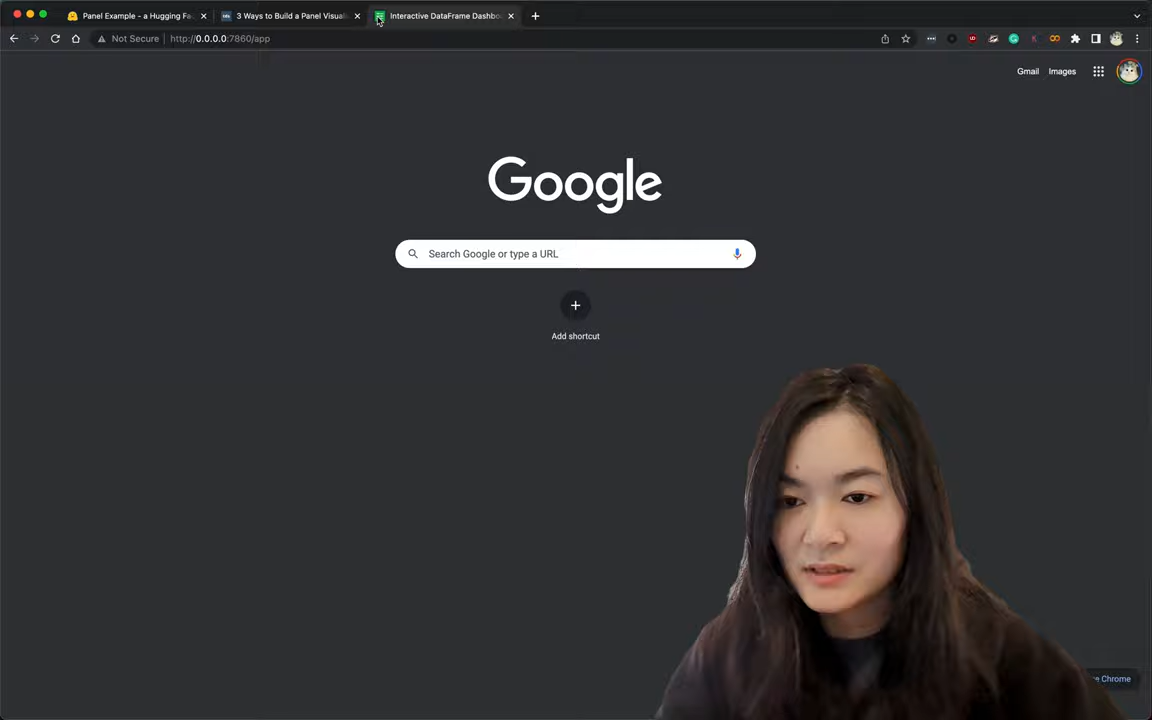 Panel Example - a Hugging Fa
3 Ways to Build a Panel Visual
Interactive DataFrame Dashbo
Not Secure
http://0.0.0.0:7860/app
Gmail
Images
Google
Search Google or type a URL
Add shortcut
Chrome